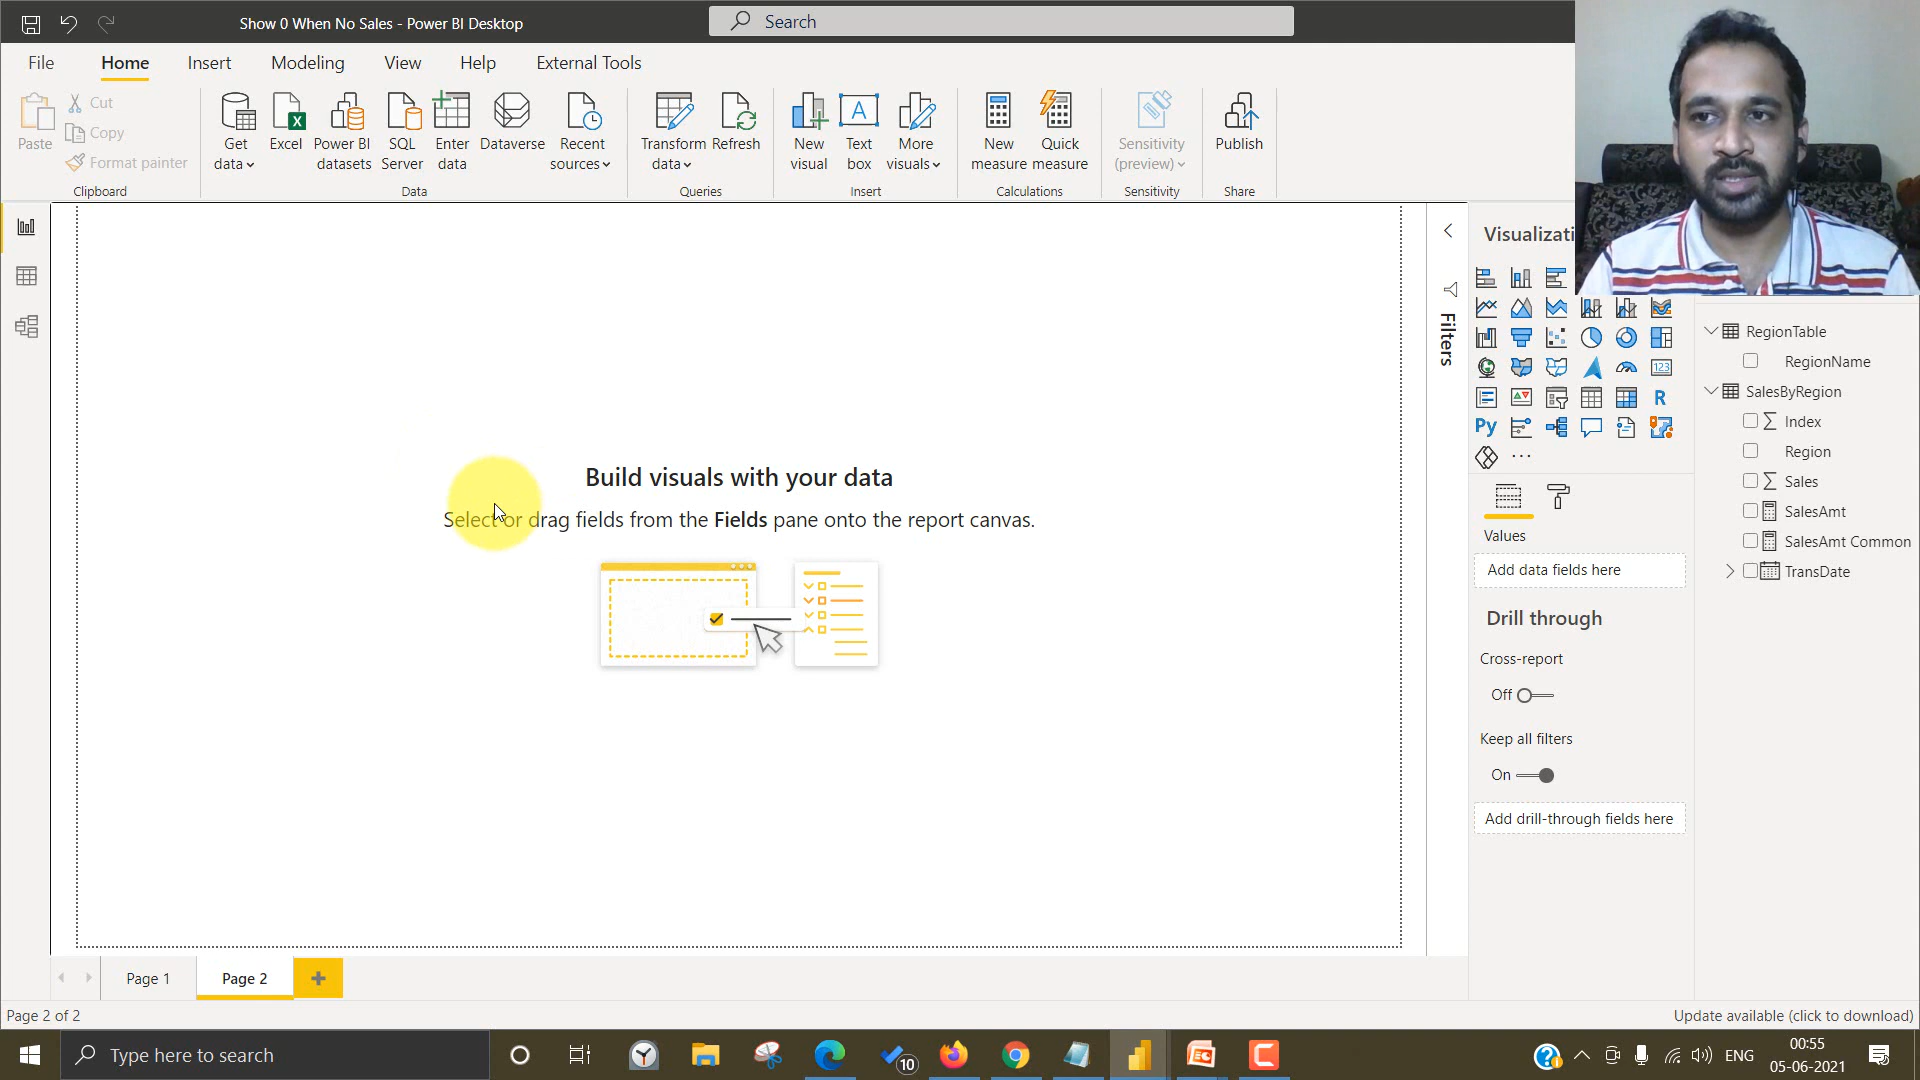 Show 0 When No Sales - Power BI Desktop
Search
File Home Insert Modeling View Help External Tools
Paste
Cut
Copy
Format painter
Clipboard
Get data
Excel
Power BI datasets
SQL Server
Enter data
Dataverse
Recent sources
Data
Transform data
Refresh
Queries
New visual
Text box
More visuals
Insert
New measure
Quick measure
Calculations
Sensitivity (preview)
Sensitivity
Publish
Share
Build visuals with your data
Select or drag fields from the Fields pane onto the report canvas.
Filters
Visualizati
123
R
Py
Values
Add data fields here
Drill through
Cross-report
Off
Keep all filters
On
Add drill-through fields here
RegionTable
RegionName
SalesByRegion
Index
Region
Sales
SalesAmt
SalesAmt Common
TransDate
Page 1
Page 2
Page 2 of 2
Update available (click to download)
Type here to search
10
ENG
00:55
05-06-2021